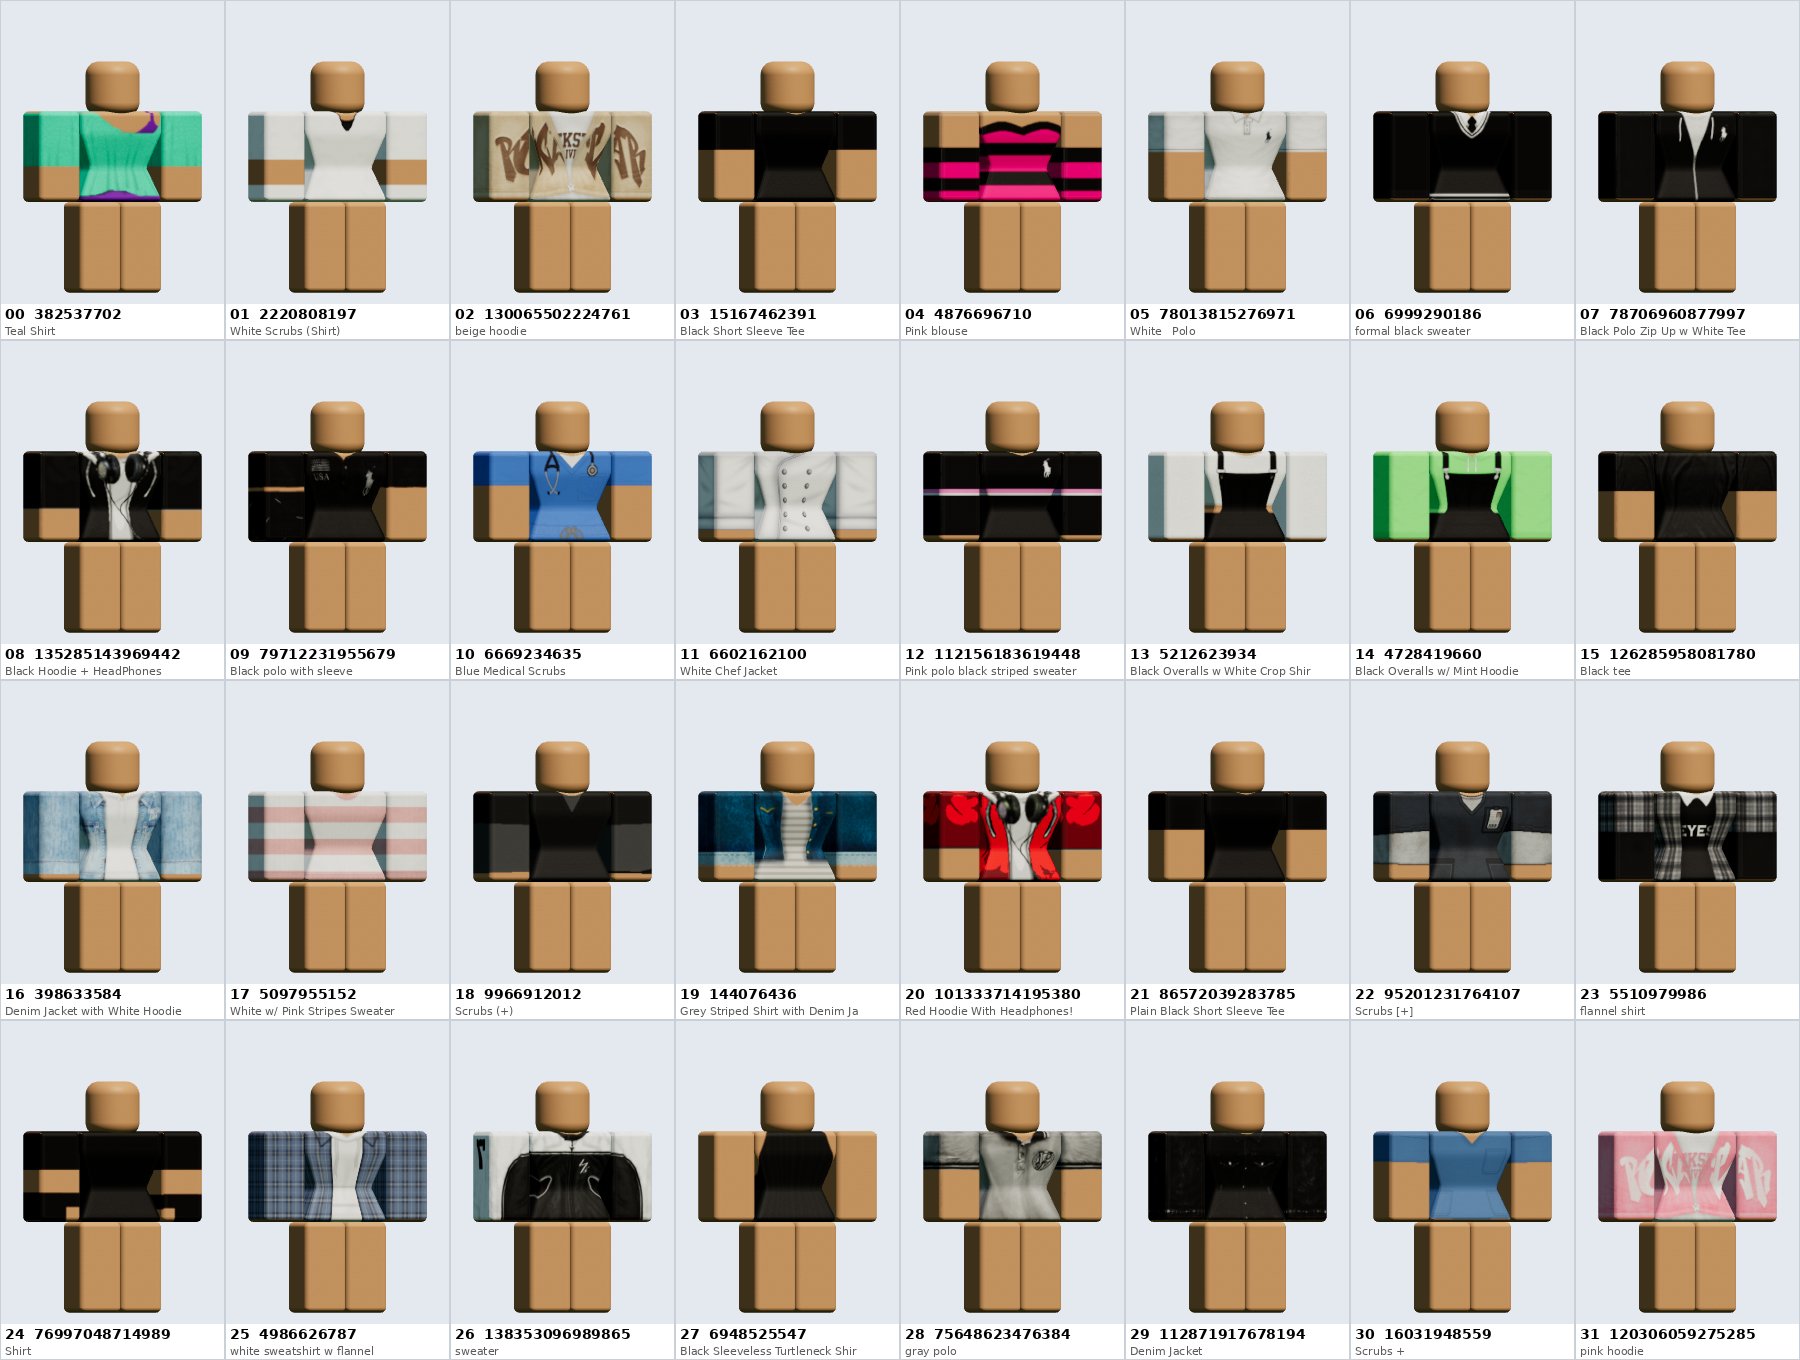 KS
IVI
00 382537702
Teal Shirt
01 2220808197
White Scrubs (Shirt)
02 130065502224761
beige hoodie
03 15167462391
Black Short Sleeve Tee
04 4876696710
Pink blouse
05 78013815276971
White Polo
06 6999290186
formal black sweater
07 78706960877997
Black Polo Zip Up w White Tee
USA
08 135285143969442
Black Hoodie + HeadPhones
09 79712231955679
Black polo with sleeve
10 6669234635
Blue Medical Scrubs
11 6602162100
White Chef Jacket
12 112156183619448
Pink polo black striped sweater
13 5212623934
Black Overalls w White Crop Shir
14 4728419660
Black Overalls w/ Mint Hoodie
15 126285958081780
Black tee
EYES
16 398633584
Denim Jacket with White Hoodie
17 5097955152
White w/ Pink Stripes Sweater
18 9966912012
Scrubs (+)
19 144076436
Grey Striped Shirt with Denim Ja
20 101333714195380
Red Hoodie With Headphones!
21 86572039283785
Plain Black Short Sleeve Tee
22 95201231764107
Scrubs [+]
23 5510979986
flannel shirt
24 76997048714989
Shirt
25 4986626787
white sweatshirt w flannel
26 138353096989865
sweater
27 6948525547
Black Sleeveless Turtleneck Shir
28 75648623476384
gray polo
29 112871917678194
Denim Jacket
30 16031948559
Scrubs +
31 120306059275285
pink hoodie